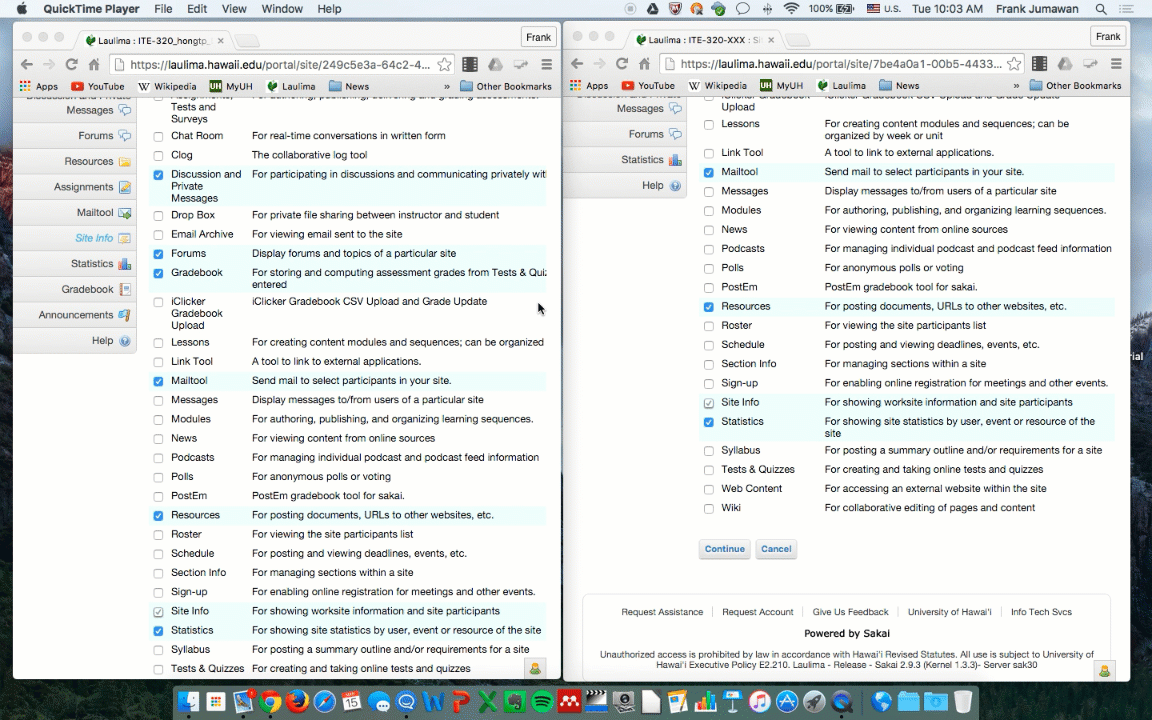 QuickTime Player File Edit View Window Help 100% U.S. Tue 10:03 AM Frank Jumawan
Laulima : ITE-320_hongtp_ Frank
https://laulima.hawaii.edu/portal/site/249c5e3a-64c2-4...
Apps YouTube Wikipedia MyUH Laulima News » Other Bookmarks
Messages
Forums
Resources
Assignments
Mailtool
Site Info
Statistics
Gradebook
Announcements
Help
Tests and
Surveys
Chat Room For real-time conversations in written form
Clog The collaborative log tool
Discussion and For participating in discussions and communicating privately wit
Private
Messages
Drop Box For private file sharing between instructor and student
Email Archive For viewing email sent to the site
Forums Display forums and topics of a particular site
Gradebook For storing and computing assessment grades from Tests & Qui
entered
iClicker iClicker Gradebook CSV Upload and Grade Update
Gradebook
Upload
Lessons For creating content modules and sequences; can be organized
Link Tool A tool to link to external applications.
Mailtool Send mail to select participants in your site.
Messages Display messages to/from users of a particular site
Modules For authoring, publishing, and organizing learning sequences.
News For viewing content from online sources
Podcasts For managing individual podcast and podcast feed information
Polls For anonymous polls or voting
PostEm PostEm gradebook tool for sakai.
Resources For posting documents, URLs to other websites, etc.
Roster For viewing the site participants list
Schedule For posting and viewing deadlines, events, etc.
Section Info For managing sections within a site
Sign-up For enabling online registration for meetings and other events.
Site Info For showing worksite information and site participants
Statistics For showing site statistics by user, event or resource of the site
Syllabus For posting a summary outline and/or requirements for a site
Tests & Quizzes For creating and taking online tests and quizzes
Laulima : ITE-320-XXX : Si Frank
https://laulima.hawaii.edu/portal/site/7be4a0a1-00b5-4433...
Apps YouTube Wikipedia MyUH Laulima News » Other Bookmarks
Messages
Forums
Statistics
Help
Upload
Lessons For creating content modules and sequences; can be
organized by week or unit
Link Tool A tool to link to external applications.
Mailtool Send mail to select participants in your site.
Messages Display messages to/from users of a particular site
Modules For authoring, publishing, and organizing learning sequences.
News For viewing content from online sources
Podcasts For managing individual podcast and podcast feed information
Polls For anonymous polls or voting
PostEm PostEm gradebook tool for sakai.
Resources For posting documents, URLs to other websites, etc.
Roster For viewing the site participants list
Schedule For posting and viewing deadlines, events, etc.
Section Info For managing sections within a site
Sign-up For enabling online registration for meetings and other events.
Site Info For showing worksite information and site participants
Statistics For showing site statistics by user, event or resource of the
site
Syllabus For posting a summary outline and/or requirements for a site
Tests & Quizzes For creating and taking online tests and quizzes
Web Content For accessing an external website within the site
Wiki For collaborative editing of pages and content
Continue Cancel
Request Assistance Request Account Give Us Feedback University of Hawai'i Info Tech Svcs
Powered by Sakai
Unauthorized access is prohibited by law in accordance with Hawai'i Revised Statutes. All use is subject to University of
Hawai'i Executive Policy E2.210. Laulima - Release - Sakai 2.9.3 (Kernel 1.3.3)- Server sak30
ial